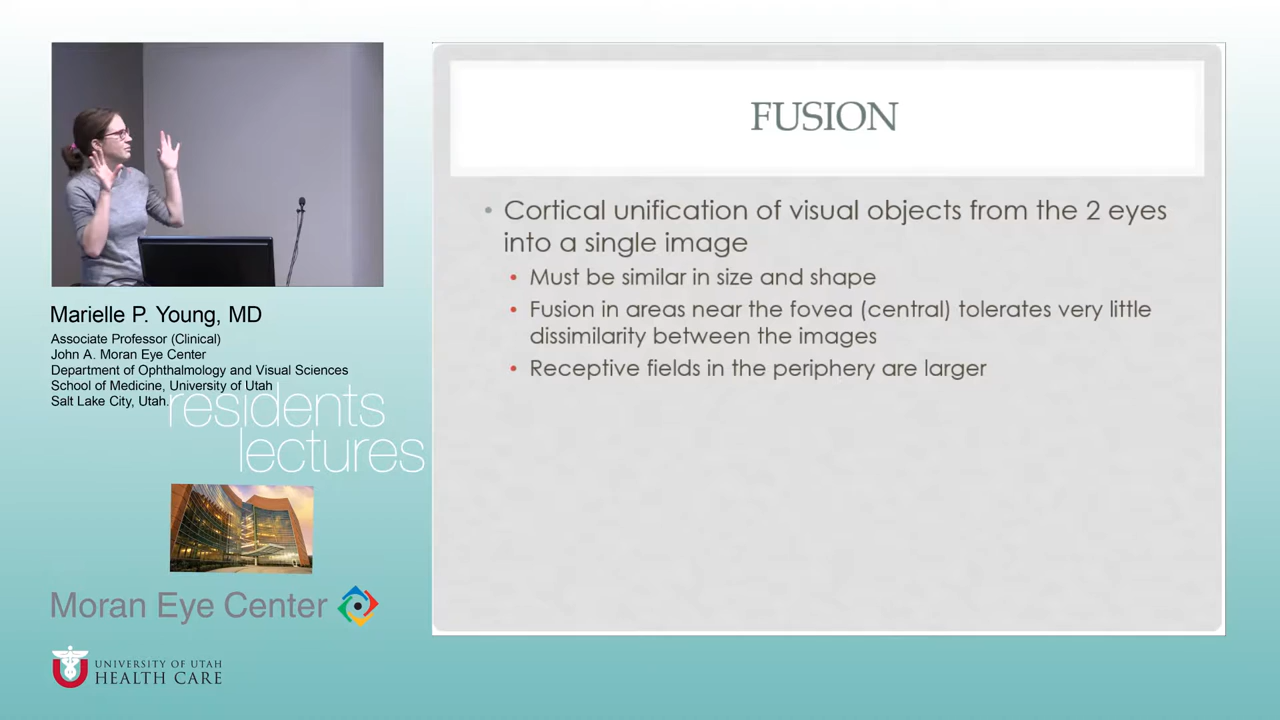 FUSION
• Cortical unification of visual objects from the 2 eyes
into a single image
• Must be similar in size and shape
• Fusion in areas near the fovea (central) tolerates very little
dissimilarity between the images
• Receptive fields in the periphery are larger
Marielle P. Young, MD
Associate Professor (Clinical)
John A. Moran Eye Center
Department of Ophthalmology and Visual Sciences
School of Medicine, University of Utah
Salt Lake City, Utah.
residents
lectures
Moran Eye Center
UNIVERSITY OF UTAH
HEALTH CARE